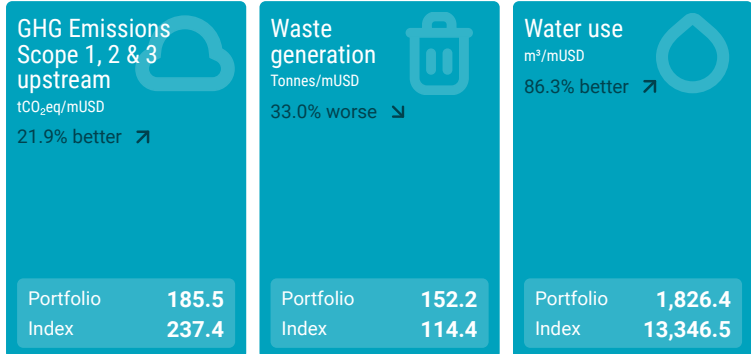 GHG Emissions
Scope 1, 2 & 3
upstream
tCO₂eq/mUSD
21.9% better
Portfolio 185.5
Index 237.4
Waste
generation
Tonnes/mUSD
33.0% worse
Portfolio 152.2
Index 114.4
Water use
m³/mUSD
86.3% better
Portfolio 1,826.4
Index 13,346.5